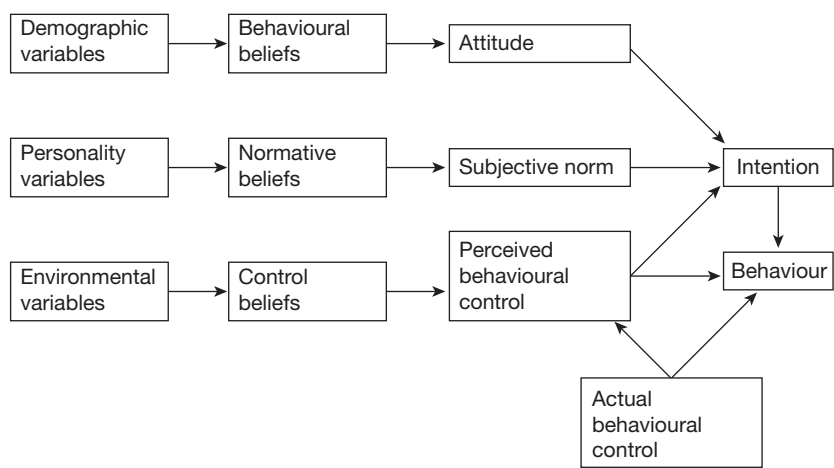 Demographic
variables
Behavioural
beliefs
Attitude
Personality
variables
Normative
beliefs
Subjective norm
Intention
Environmental
variables
Control
beliefs
Perceived
behavioural
control
Behaviour
Actual
behavioural
control